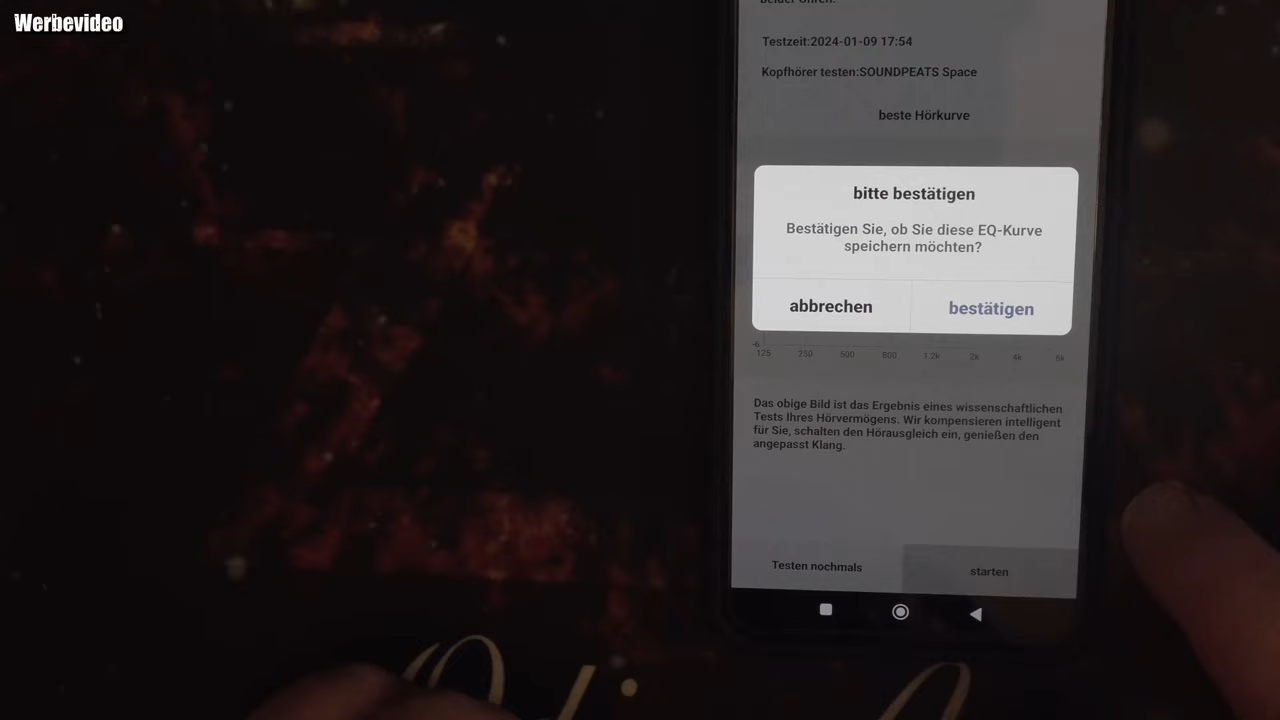 Werbevideo
beider Ohren.
Testzeit:2024-01-09 17:54
Kopfhörer testen:SOUNDPEATS Space
beste Hörkurve
bitte bestätigen
Bestätigen Sie, ob Sie diese EQ-Kurve
speichern möchten?
abbrechen
bestätigen
-6
125 250 500 800 1.2k 2k 4k 6k
Das obige Bild ist das Ergebnis eines wissenschaftlichen
Tests Ihres Hörvermögens. Wir kompensieren intelligent
für Sie, schalten den Hörausgleich ein, genießen den
angepasst Klang.
Testen nochmals
starten